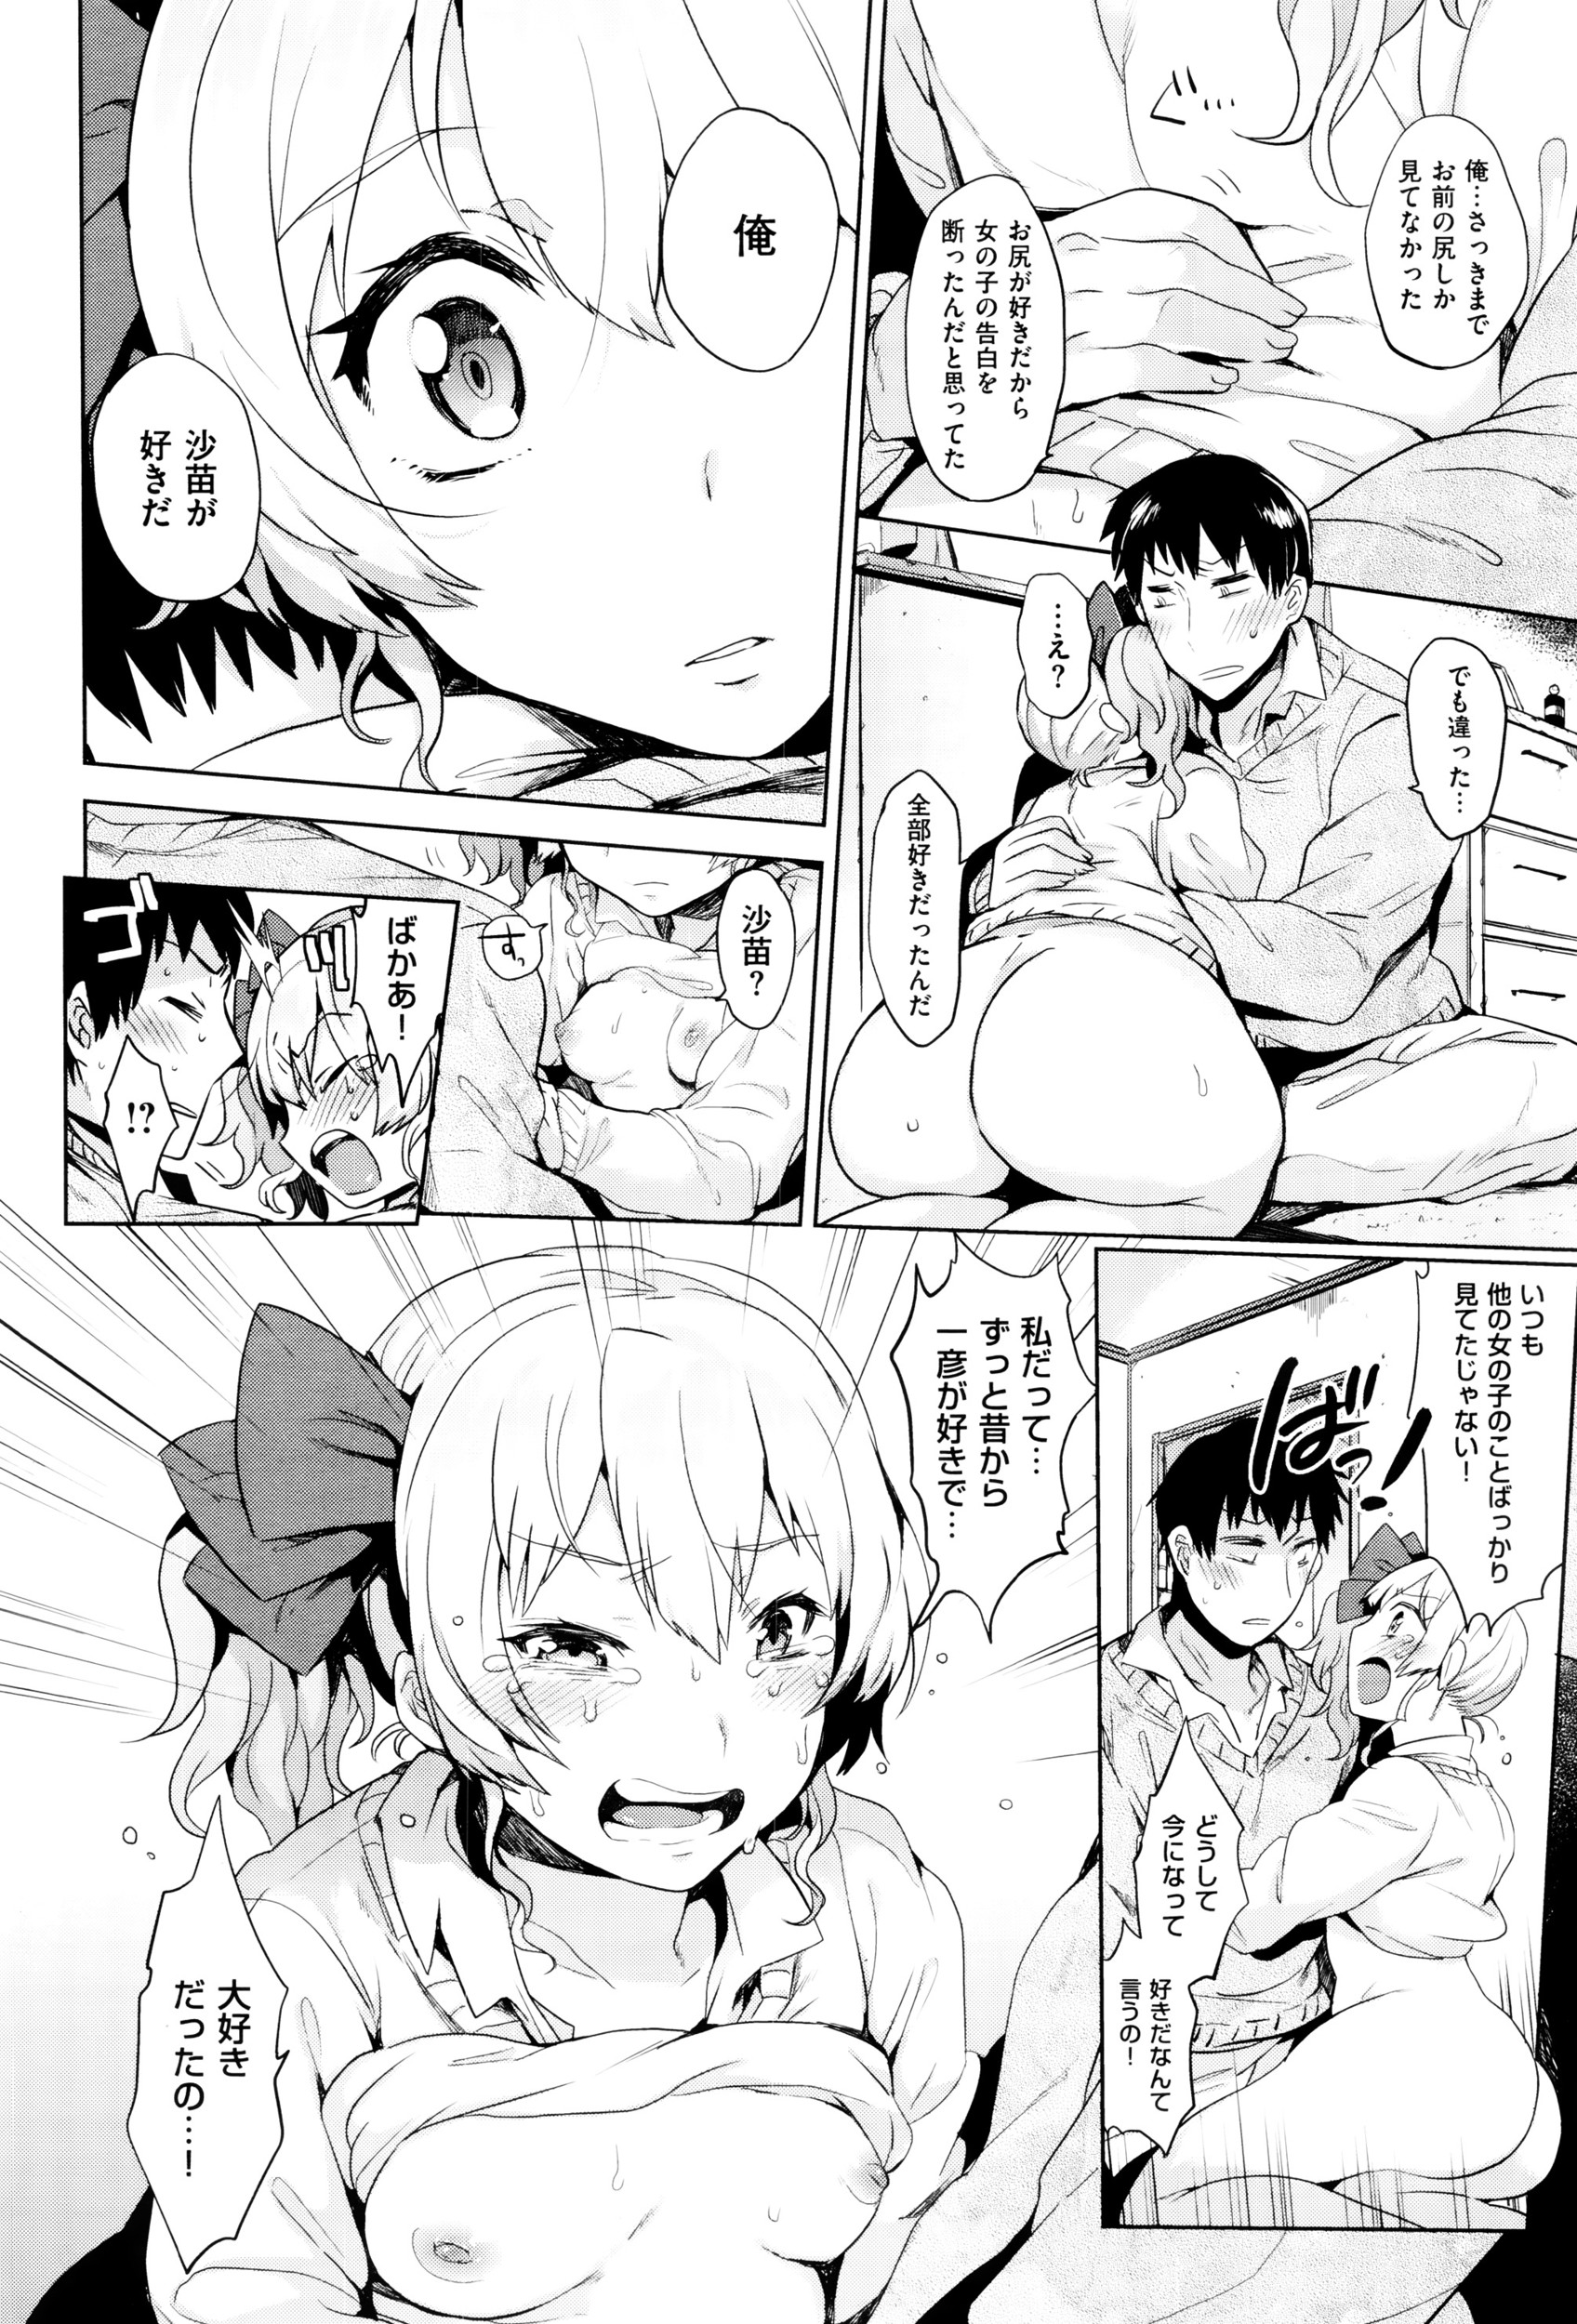 俺…さっきまで
お前の尻しか
見てなかった
お尻が好きだから
女の子の告白を
断ったんだと思ってた
でも違った…
…え？
全部好きだったんだ
俺
沙苗が
好きだ
沙苗？
すっ
ばかあ！
ゴ
！？
いつも
他の女の子のことばっかり
見てたじゃない！
ばっ！
どうして
今になって
好きだなんて
言うの！
私だって…
ずっと昔から
一彦が好きで…
大好き
だったの…！